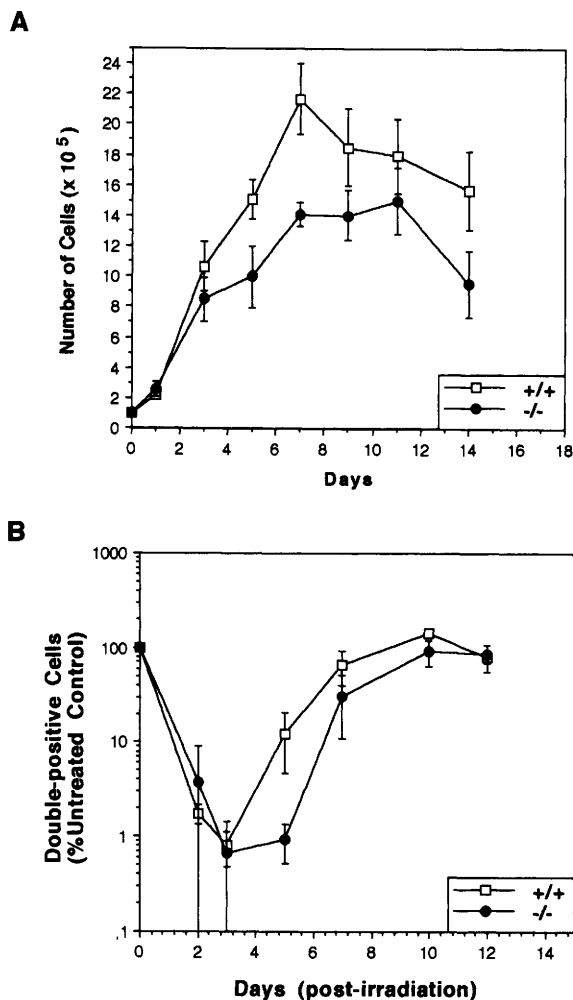 A
Number of Cells (x 10 5)
24
22
20
18
16
14
12
10
8
6
4
2
0
0 2 4 6 8 10 12 14 16 18
Days
+/+
-/-
B
Double-positive Cells
(%Untreated Control)
1000
100
10
1
,1
0 2 4 6 8 10 12 14
Days (post-irradiation)
+/+
-/-